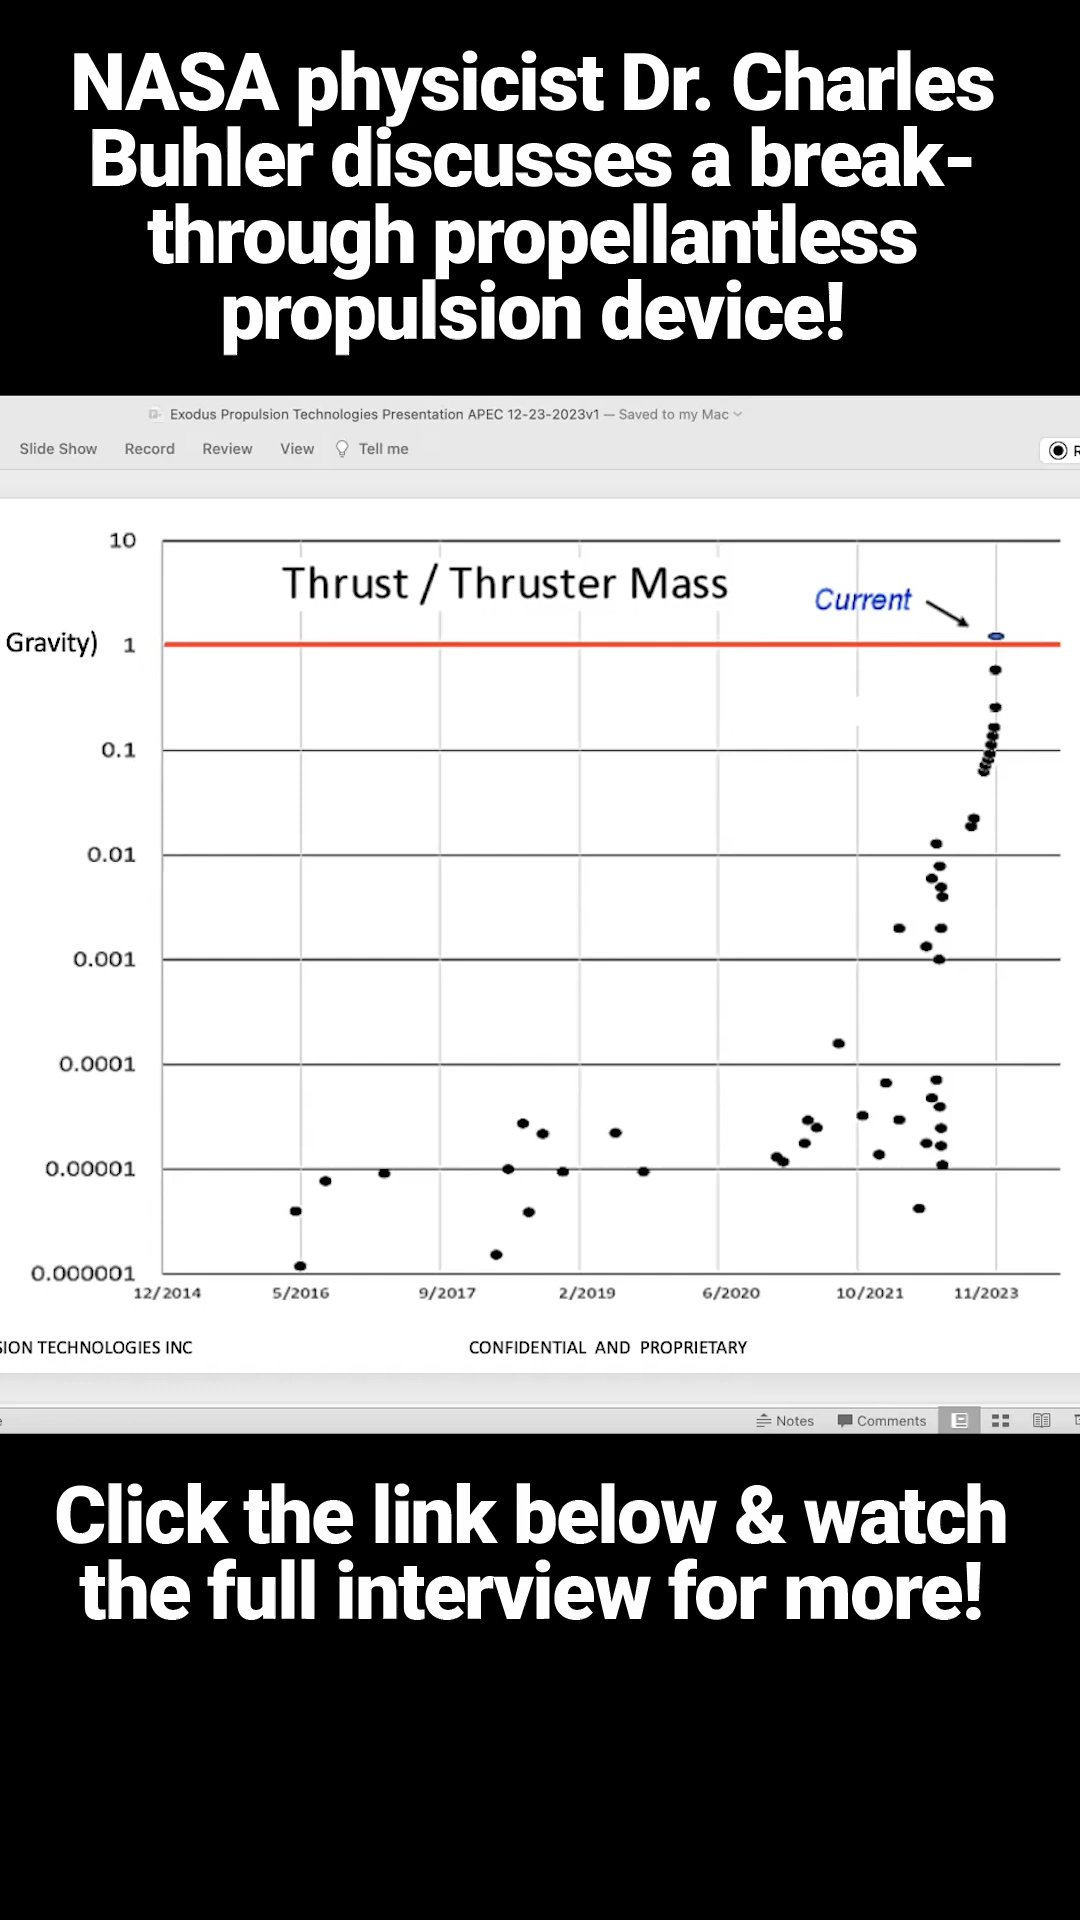 NASA physicist Dr. Charles
Buhler discusses a break-
through propellantless
propulsion device!
Exodus Propulsion Technologies Presentation APEC 12-23-2023v1 — Saved to my Mac
Slide Show Record Review View Tell me
10
Thrust / Thruster Mass
Current
Gravity) 1
0.1
0.01
0.001
0.0001
0.00001
0.000001
12/2014 5/2016 9/2017 2/2019 6/2020 10/2021 11/2023
SION TECHNOLOGIES INC CONFIDENTIAL AND PROPRIETARY
Notes Comments
Click the link below & watch
the full interview for more!